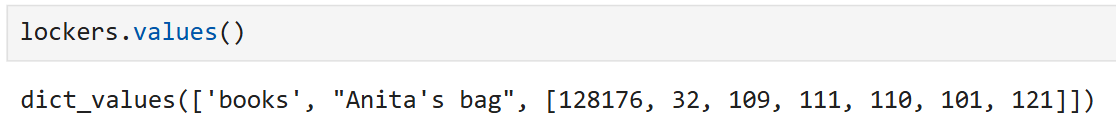 lockers.values()
dict_values(['books', "Anita's bag", [128176, 32, 109, 111, 110, 101, 121]])